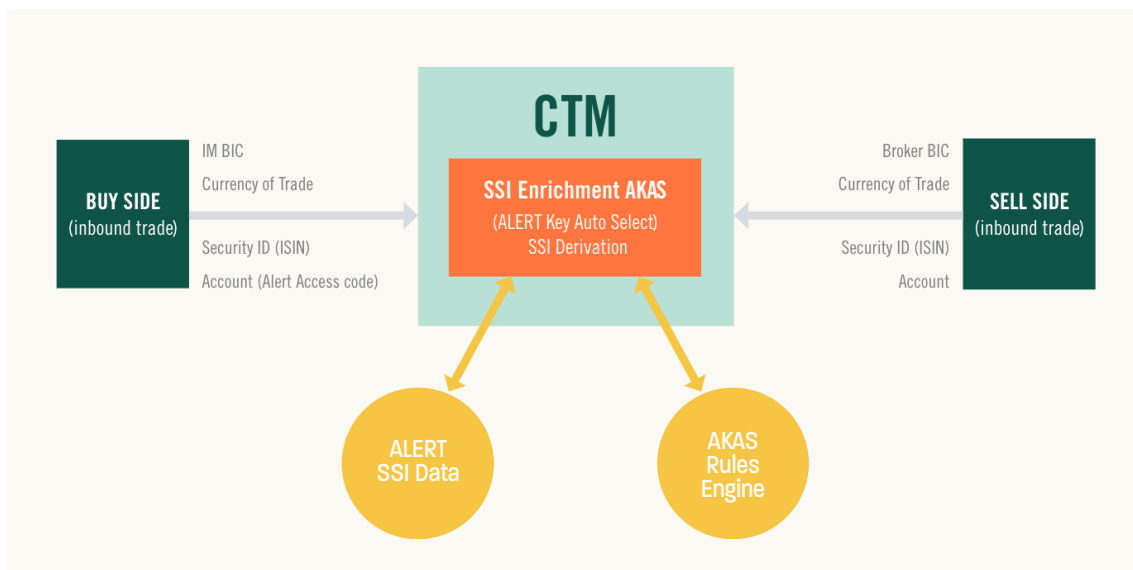 CTM
IM BIC
Currency of Trade
BUY SIDE
(inbound trade)
Security ID (ISIN)
Account (Alert Access code)
SSI Enrichment AKAS
(ALERT Key Auto Select)
SSI Derivation
Broker BIC
Currency of Trade
SELL SIDE
(inbound trade)
Security ID (ISIN)
Account
ALERT
SSI Data
AKAS
Rules
Engine